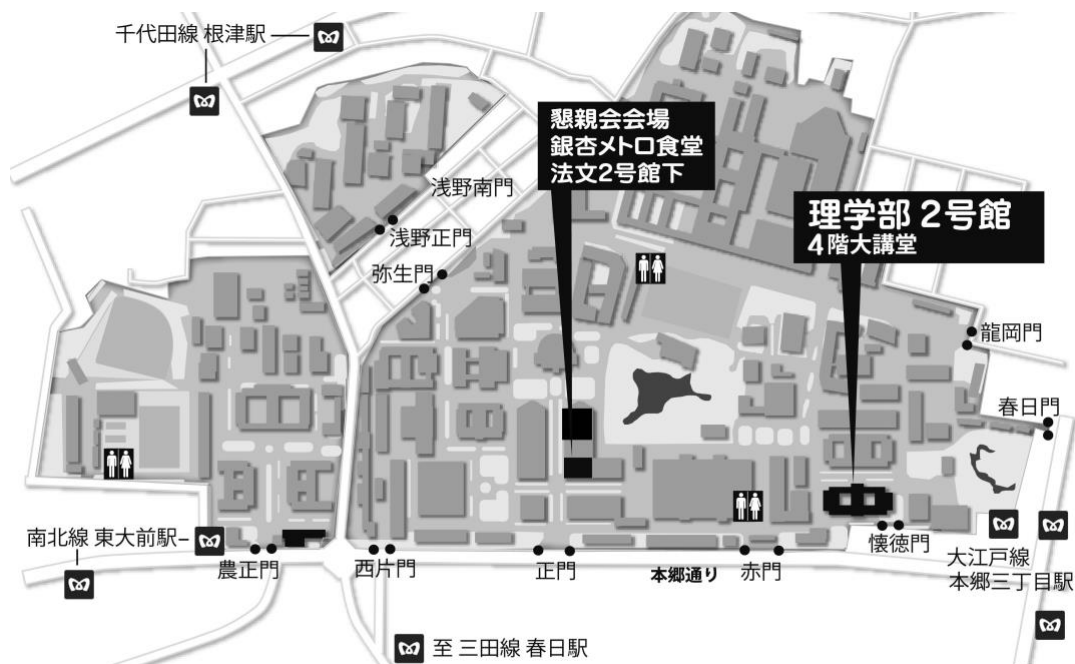 千代田線 根津駅
懇親会会場
銀杏メトロ食堂
法文2号館下
理学部 2号館
4階大講堂
浅野南門
浅野正門
弥生門
龍岡門
春日門
南北線 東大前駅
農正門
西片門
正門
本郷通り
赤門
懐徳門
大江戸線
本郷三丁目駅
至 三田線 春日駅